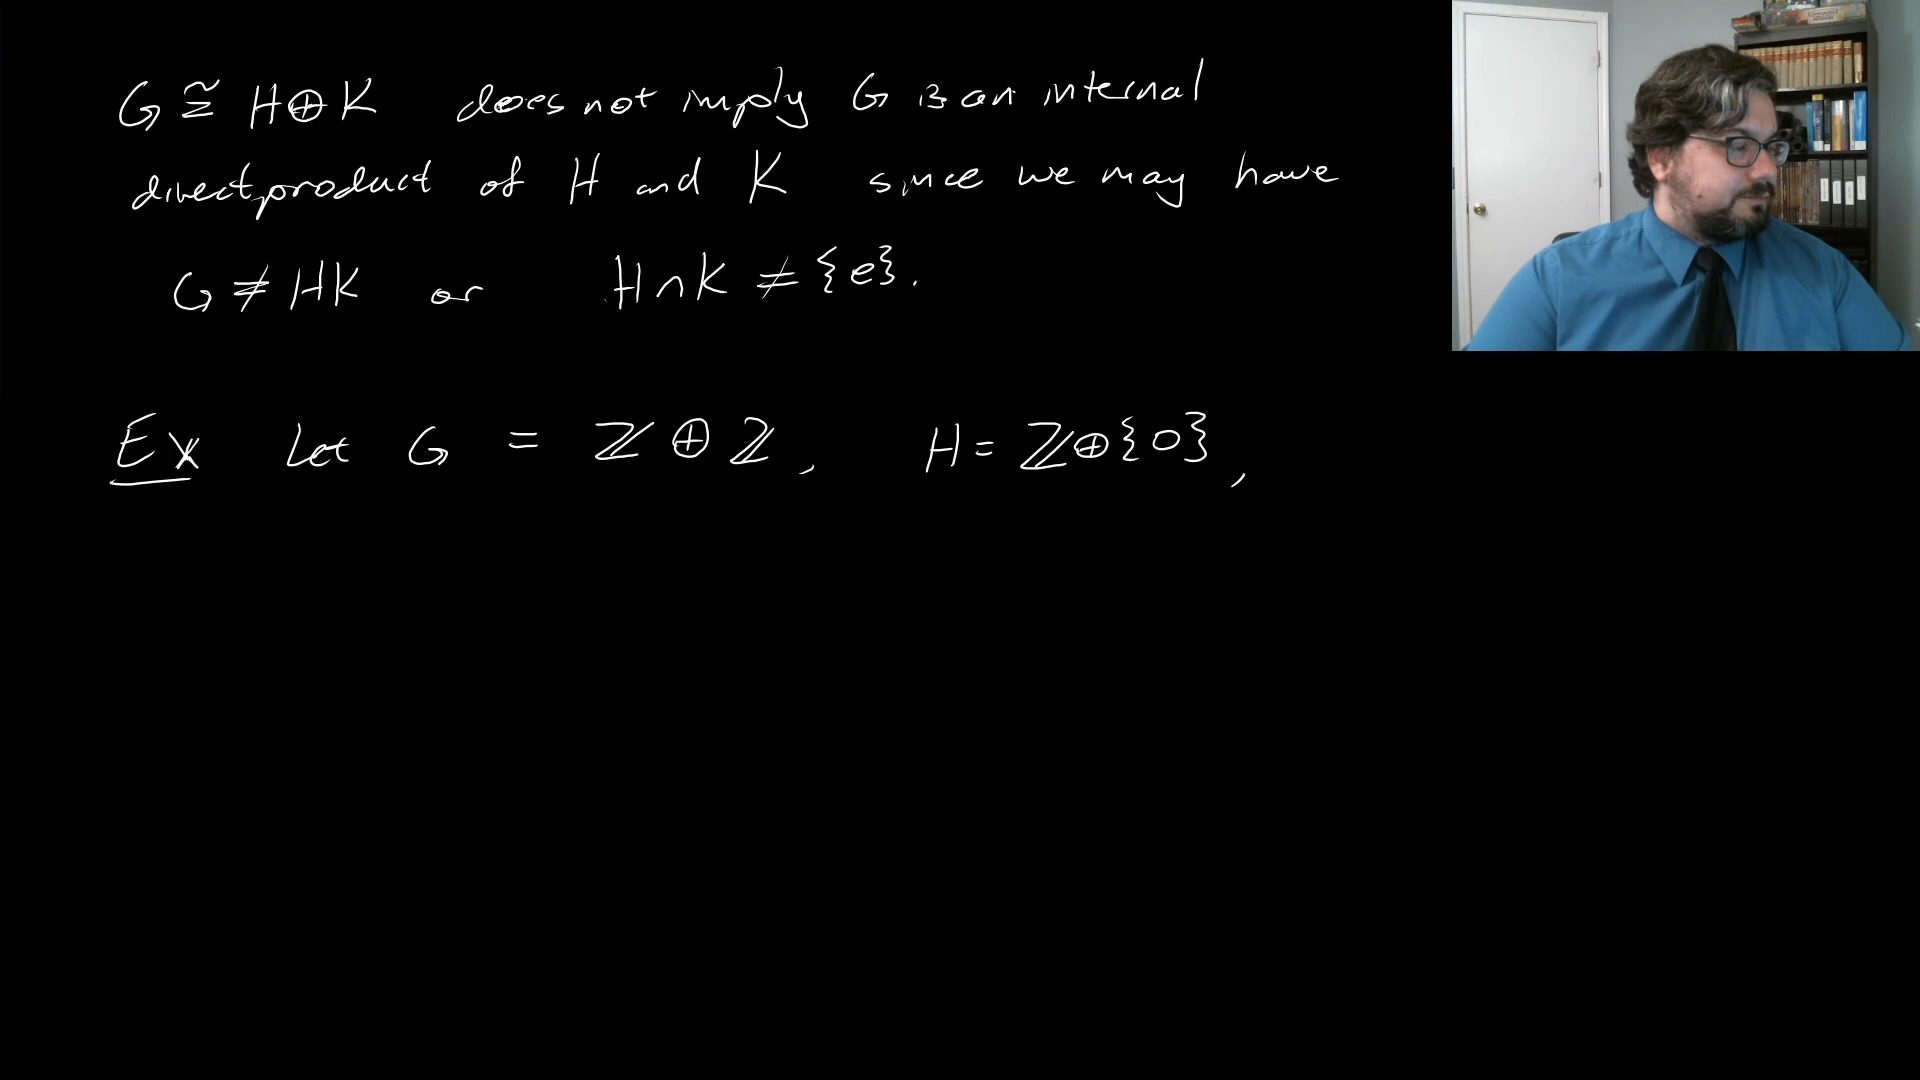 G ≅ H⊕K does not imply G is an internal
direct product of H and K since we may have
G ≠ HK or H∩K ≠ {e}.
Ex Let G = ℤ ⊕ ℤ, H = ℤ⊕{0},